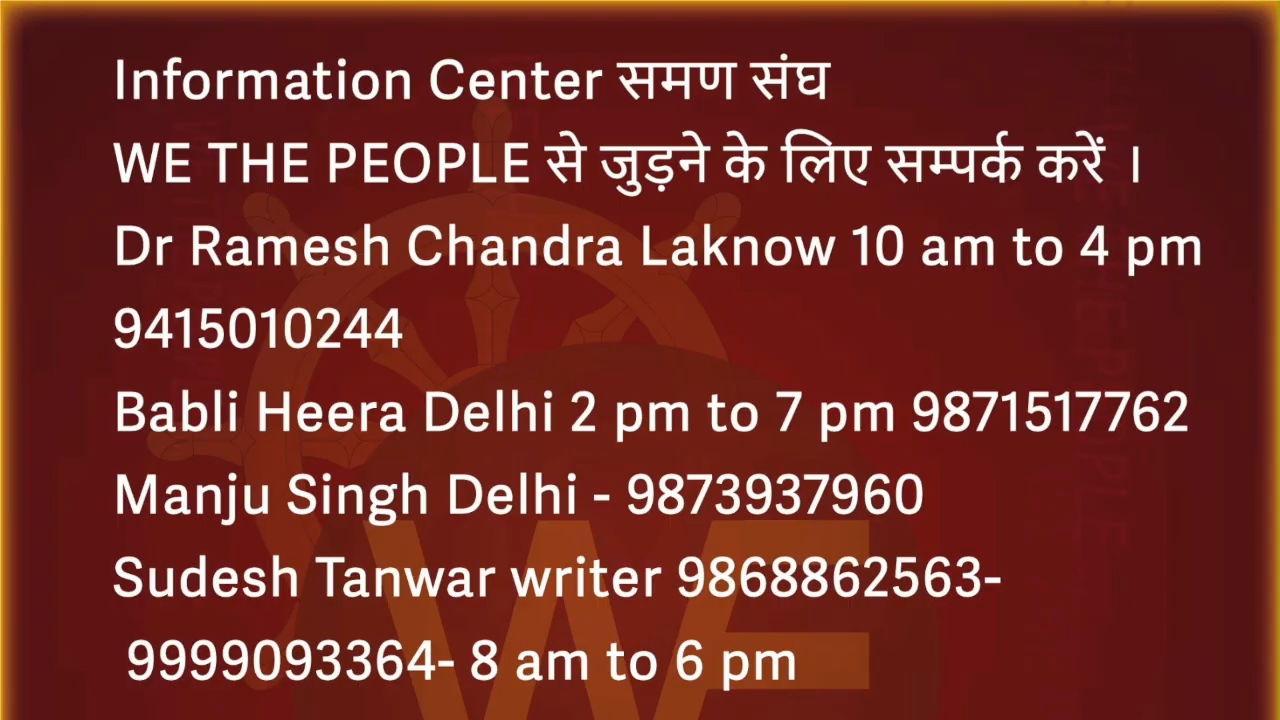 Information Center समण संघ
WE THE PEOPLE से जुड़ने के लिए सम्पर्क करें ।
Dr Ramesh Chandra Laknow 10 am to 4 pm
9415010244
Babli Heera Delhi 2 pm to 7 pm 9871517762
Manju Singh Delhi - 9873937960
Sudesh Tanwar writer 9868862563-
9999093364- 8 am to 6 pm
WE